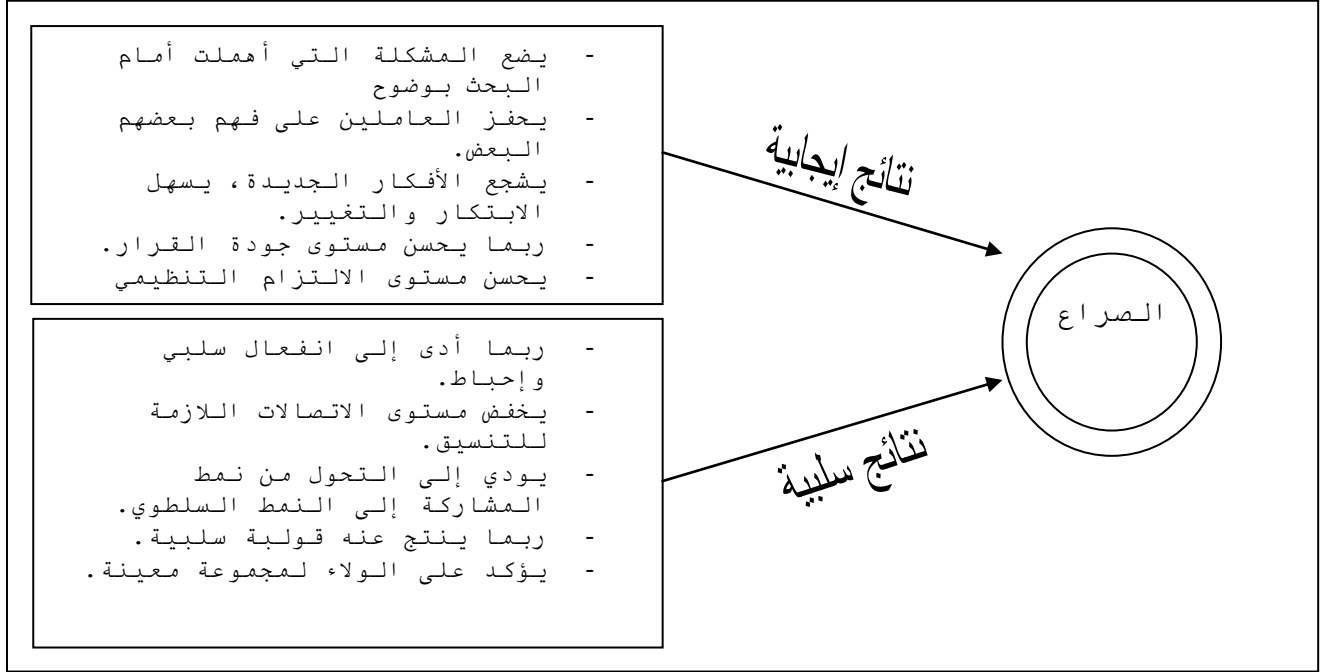 - يضع المشكلة التي أهملت أمام
البحث بوضوح
- يحفز العاملين على فهم بعضهم
البعض.
- يشجع الأفكار الجديدة، يسهل
الابتكار والتغيير.
- ربما يحسن مستوى جودة القرار.
- يحسن مستوى الالتزام التنظيمي
نتائج إيجابية
الصراع
- ربما أدى إلى انفعال سلبي
وإحباط.
- يخفض مستوى الاتصالات اللازمة
للتنسيق.
- يودي إلى التحول من نمط
المشاركة إلى النمط السلطوي.
- ربما ينتج عنه قولبة سلبية.
- يؤكد على الولاء لمجموعة معينة.
نتائج سلبية